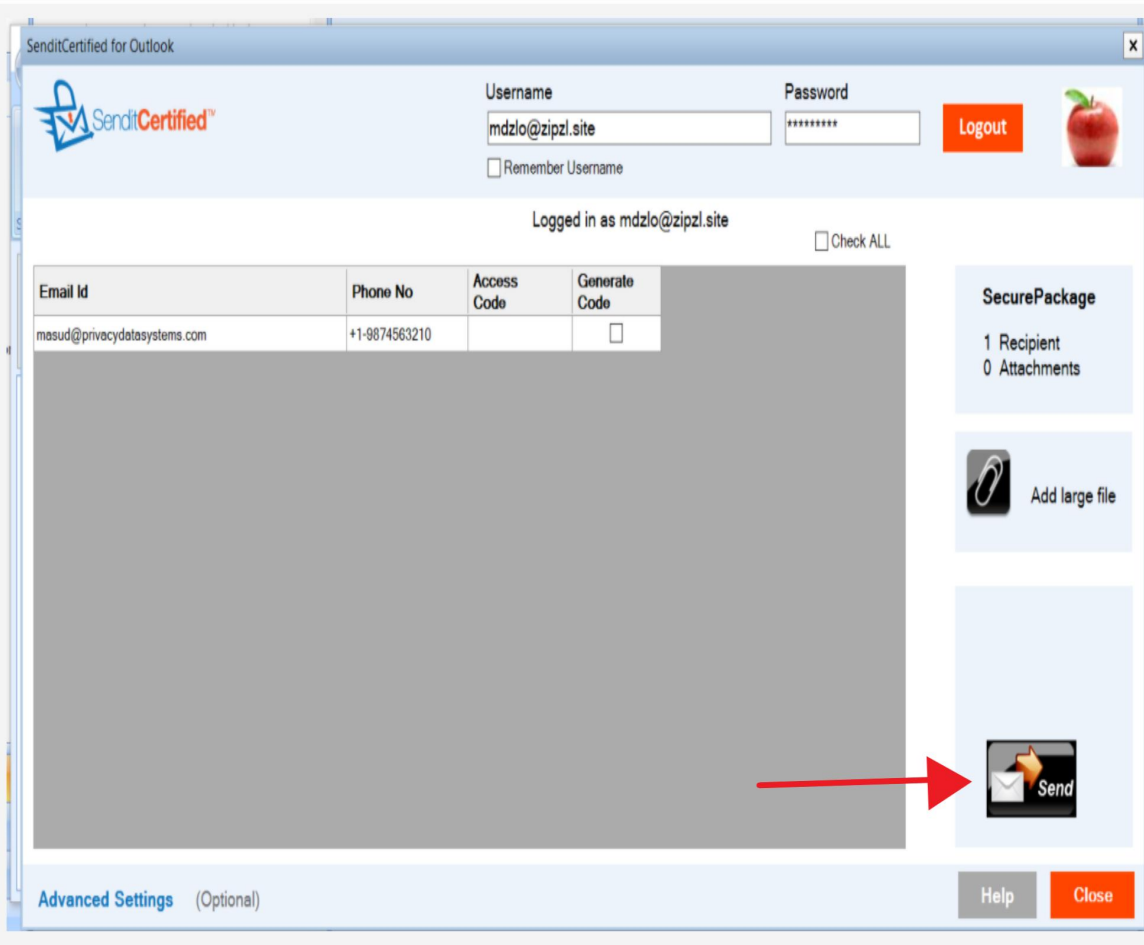 SenditCertified for Outlook
x
SenditCertified™
Username
Password
mdzlo@zipzl.site
*********
Logout
Remember Username
Logged in as mdzlo@zipzl.site
Check ALL
Email Id
Phone No
Access Code
Generate Code
masud@privacydatasystems.com
+1-9874563210
SecurePackage
1 Recipient
0 Attachments
Add large file
Send
Advanced Settings (Optional)
Help
Close